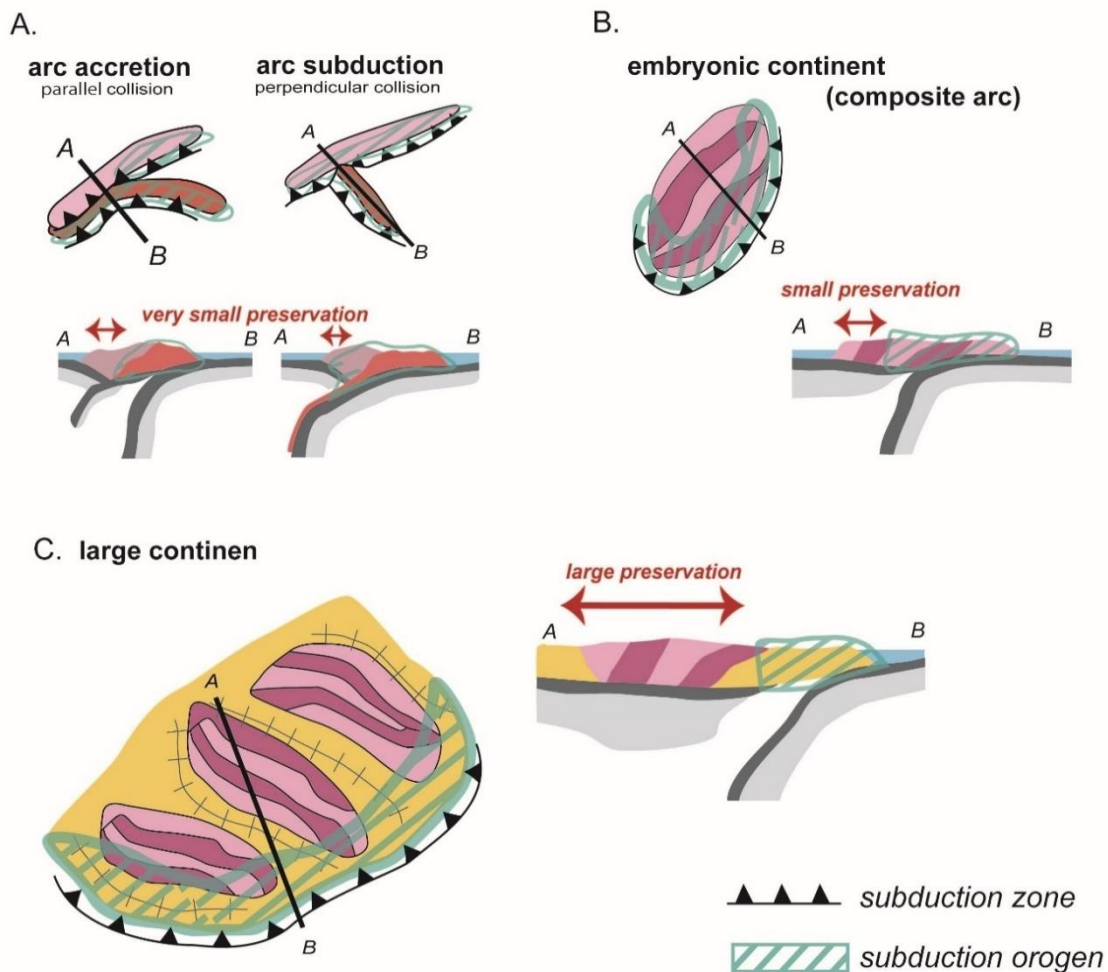 A.
arc accretion
parallel collision
A
B
arc subduction
perpendicular collision
A
B
very small preservation
A
B
A
B
B.
embryonic continent
(composite arc)
A
B
small preservation
A
B
C. large continen
A
B
large preservation
A
B
subduction zone
subduction orogen